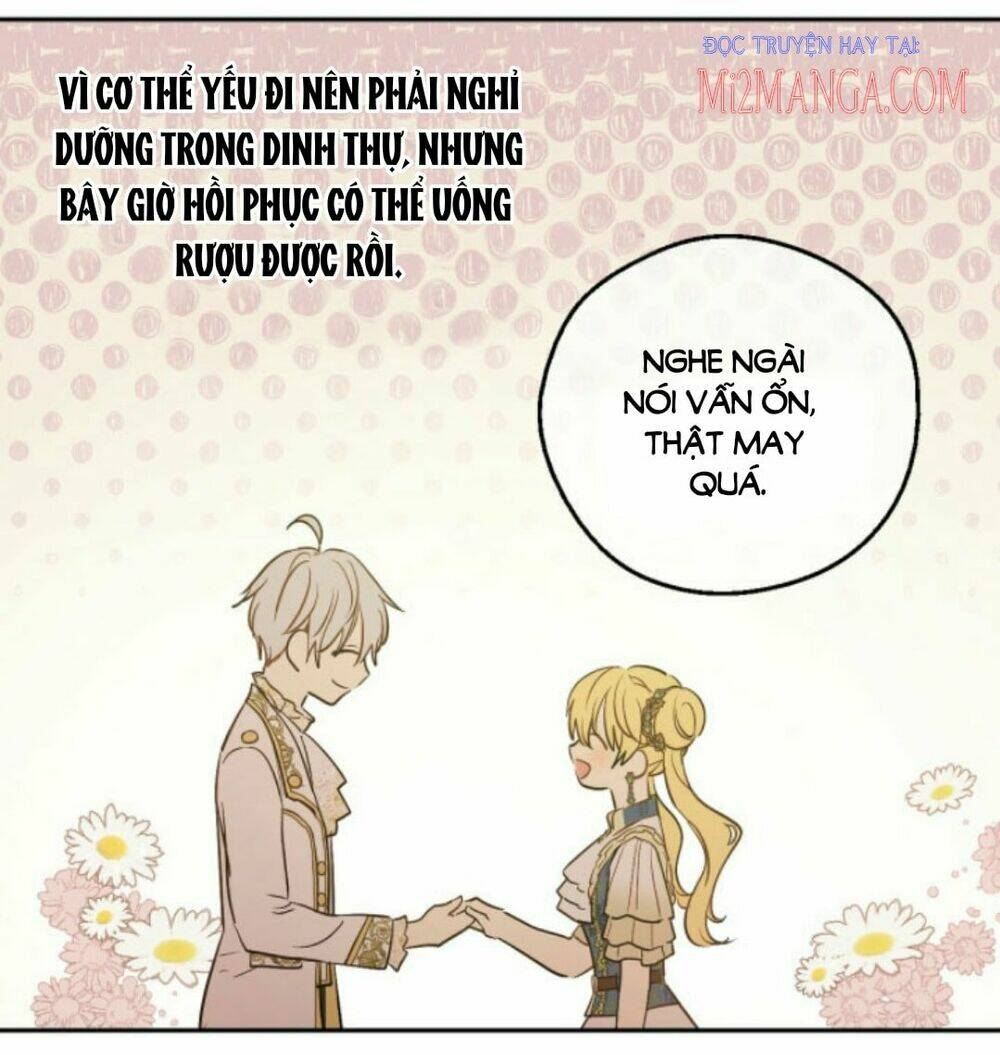 ĐỌC TRUYỆN HAY TẠI:
MI2MANGA.COM
VÌ CƠ THỂ YẾU ĐI NÊN PHẢI NGHỈ
DƯỠNG TRONG DINH THỰ, NHƯNG
BÂY GIỜ HỒI PHỤC CÓ THỂ UỐNG
RƯỢU ĐƯỢC RỒI.
NGHE NGÀI
NÓI VẪN ỔN,
THẬT MAY
QUÁ.